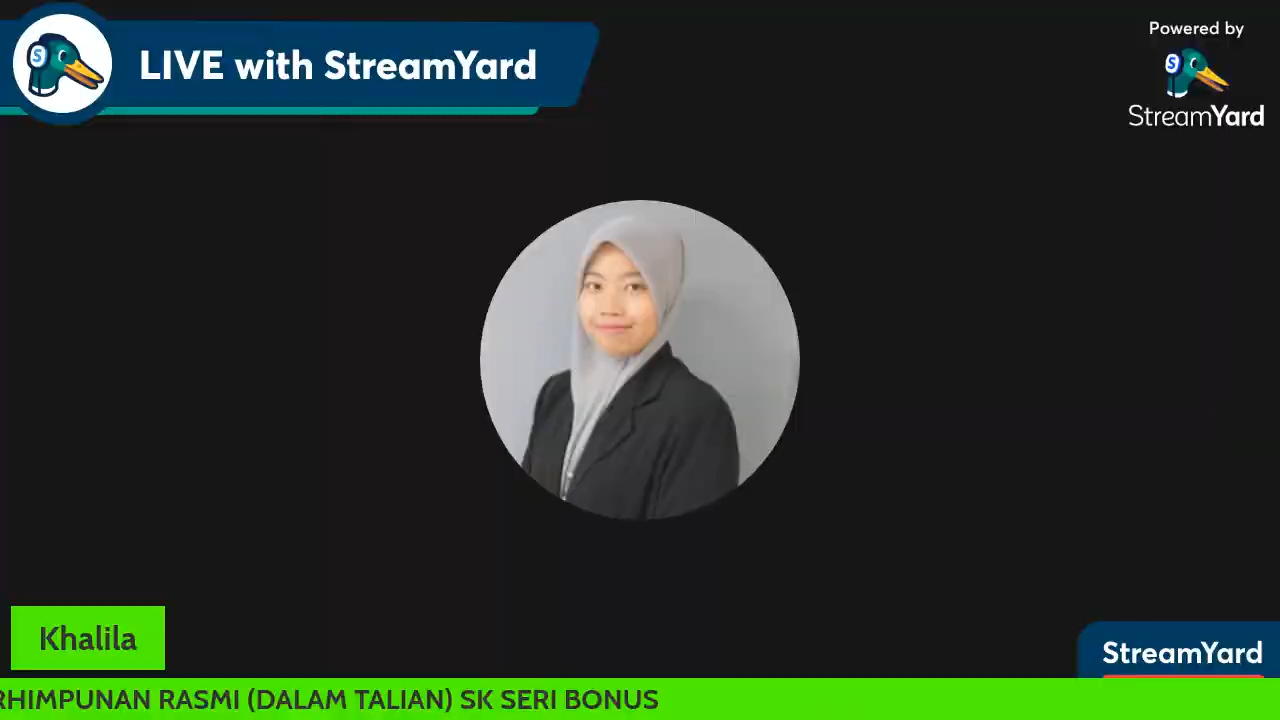 LIVE with StreamYard
Powered by
StreamYard
Khalila
StreamYard
RHIMPUNAN RASMI (DALAM TALIAN) SK SERI BONUS